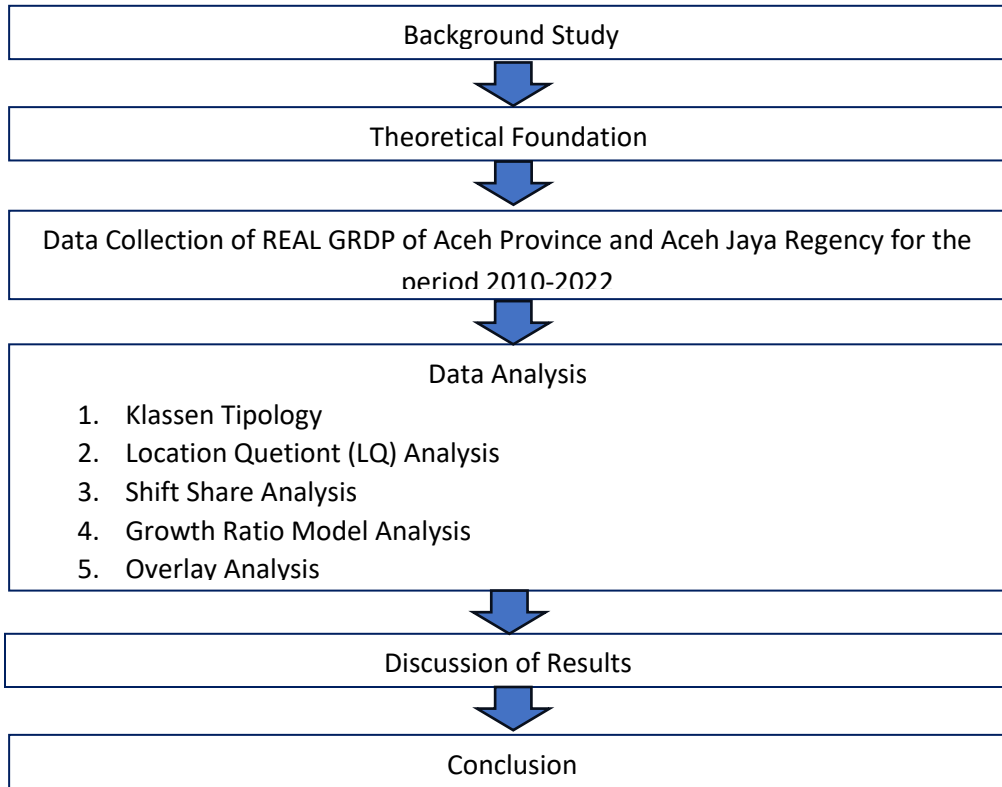 Background Study
Theoretical Foundation
Data Collection of REAL GRDP of Aceh Province and Aceh Jaya Regency for the
period 2010-2022
Data Analysis
1. Klassen Tipology
2. Location Quetiont (LQ) Analysis
3. Shift Share Analysis
4. Growth Ratio Model Analysis
5. Overlay Analysis
Discussion of Results
Conclusion